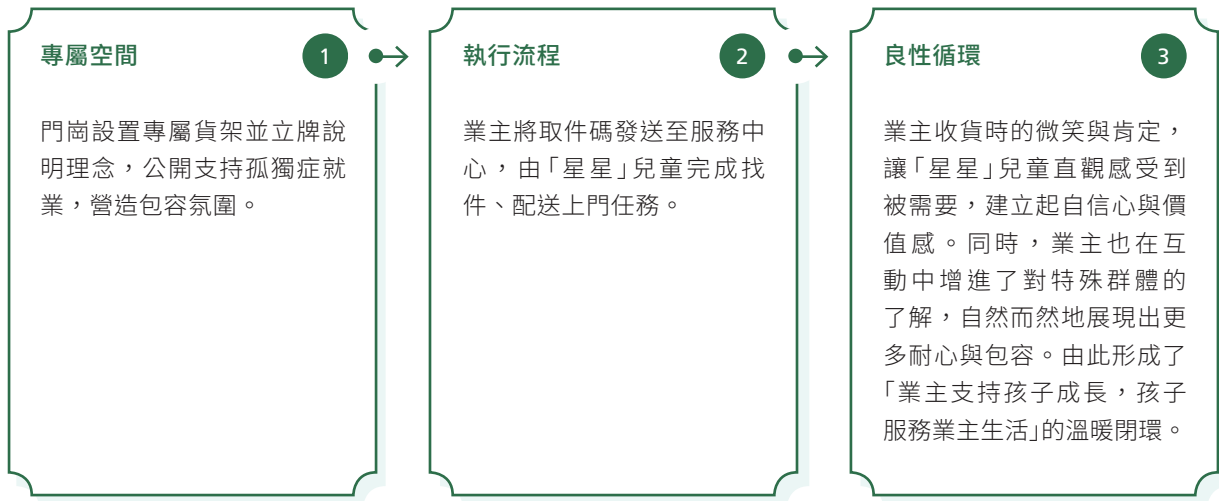 專屬空間
1
門崗設置專屬貨架並立牌說
明理念，公開支持孤獨症就
業，營造包容氛圍。
執行流程
2
業主將取件碼發送至服務中
心，由「星星」兒童完成找
件、配送上門任務。
良性循環
3
業主收貨時的微笑與肯定，
讓「星星」兒童直觀感受到
被需要，建立起自信心與價
值感。同時，業主也在互
動中增進了對特殊群體的
了解，自然而然地展現出更
多耐心與包容。由此形成了
「業主支持孩子成長，孩子
服務業主生活」的溫暖閉環。